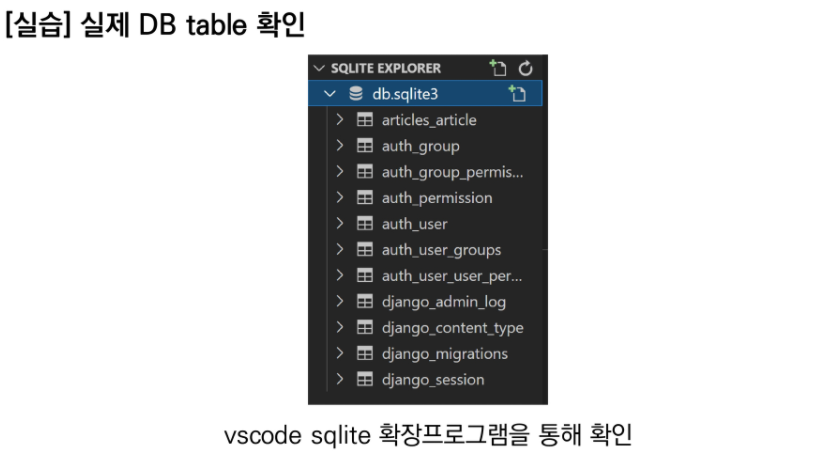 [실습] 실제 DB table 확인
SQLITE EXPLORER
db.sqlite3
articles_article
auth_group
auth_group_permis...
auth_permission
auth_user
auth_user_groups
auth_user_user_per...
django_admin_log
django_content_type
django_migrations
django_session
vscode sqlite 확장프로그램을 통해 확인